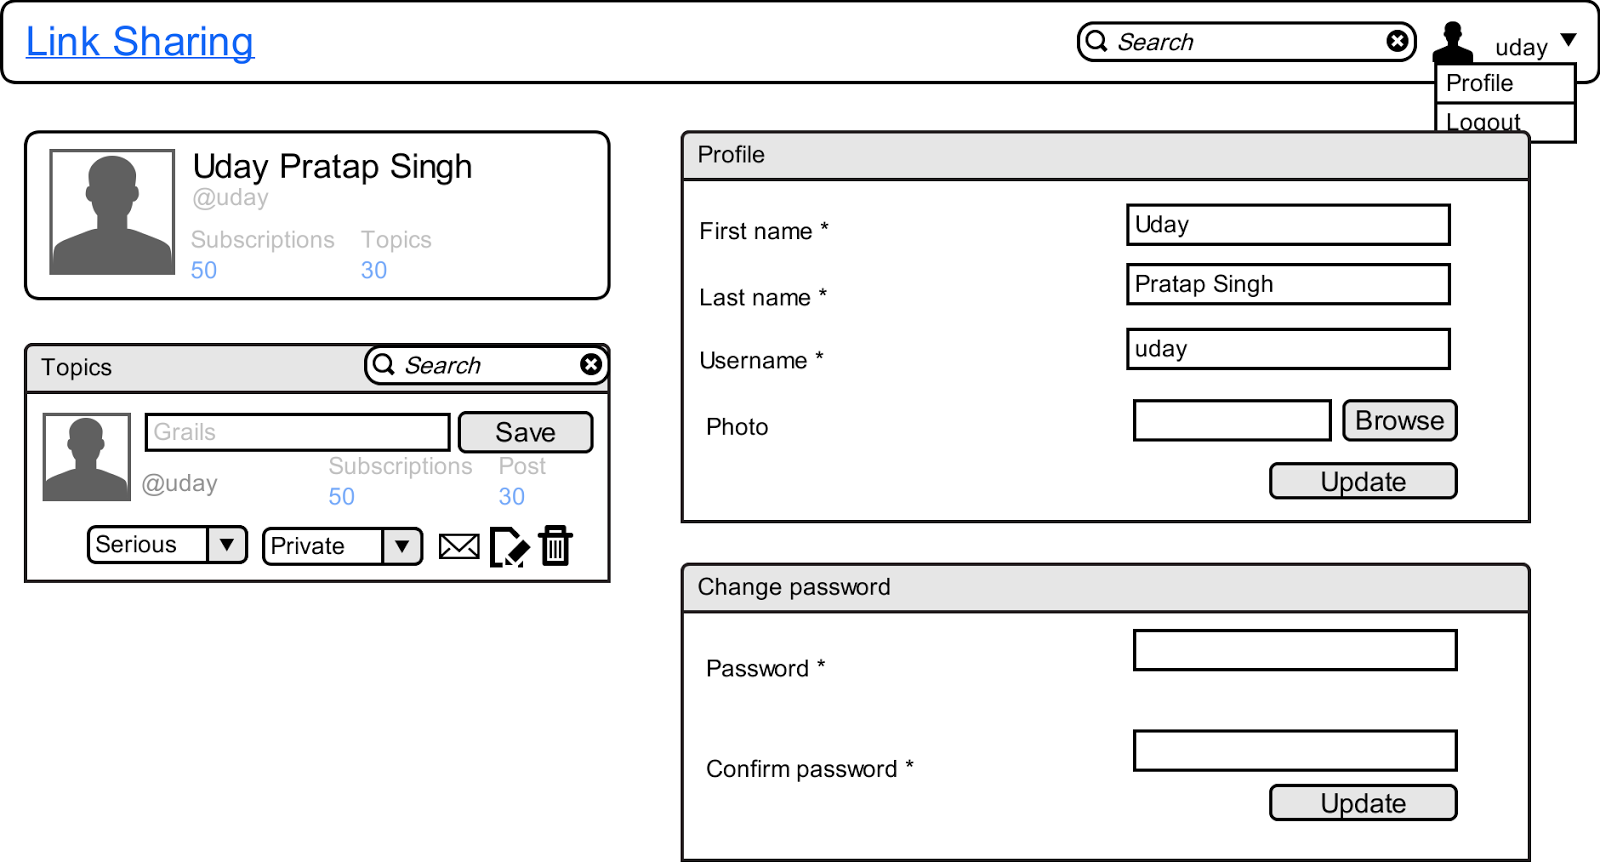 Link Sharing
Search
uday
Profile
Logout
Uday Pratap Singh
@uday
Subscriptions Topics
50 30
Topics
Search
Grails
Save
@uday
Subscriptions Post
50 30
Serious
Private
Profile
First name *
Uday
Last name *
Pratap Singh
Username *
uday
Photo
Browse
Update
Change password
Password *
Confirm password *
Update